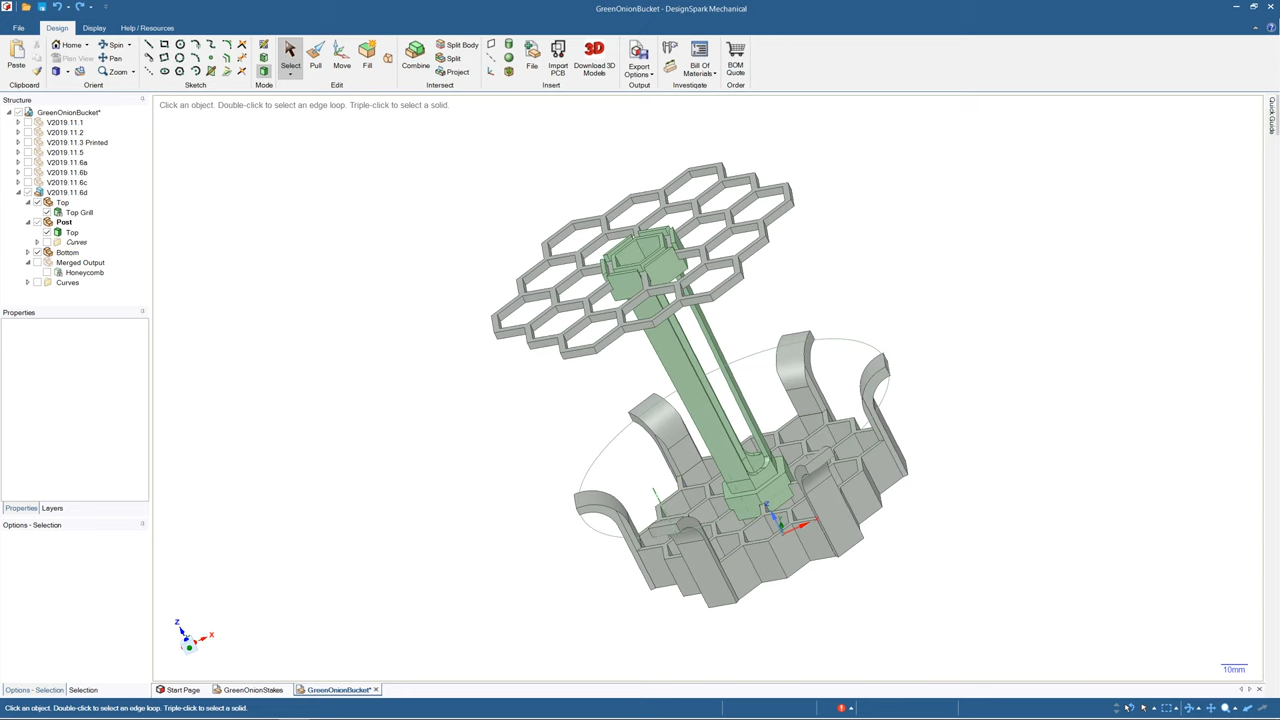 GreenOnionBucket - DesignSpark Mechanical
File Design Display Help / Resources
Paste
Clipboard
Home
Plan View
Spin
Pan
Zoom
Orient
Sketch
Mode
Select
Pull
Move
Fill
Edit
Combine
Split Body
Split
Project
Intersect
File
Import PCB
3D
Download 3D Models
Insert
Export Options
Output
Bill Of Materials
Investigate
BOM Quote
Order
Structure
GreenOnionBucket*
V2019.11.1
V2019.11.2
V2019.11.3 Printed
V2019.11.5
V2019.11.6a
V2019.11.6b
V2019.11.6c
V2019.11.6d
Top
Top Grill
Post
Top
Curves
Bottom
Merged Output
Honeycomb
Curves
Properties
Properties Layers
Options - Selection
Options - Selection Selection
Click an object. Double-click to select an edge loop. Triple-click to select a solid.
Quick Guide
Z
X
Z
10mm
Start Page GreenOnionStakes GreenOnionBucket*
Click an object. Double-click to select an edge loop. Triple-click to select a solid.